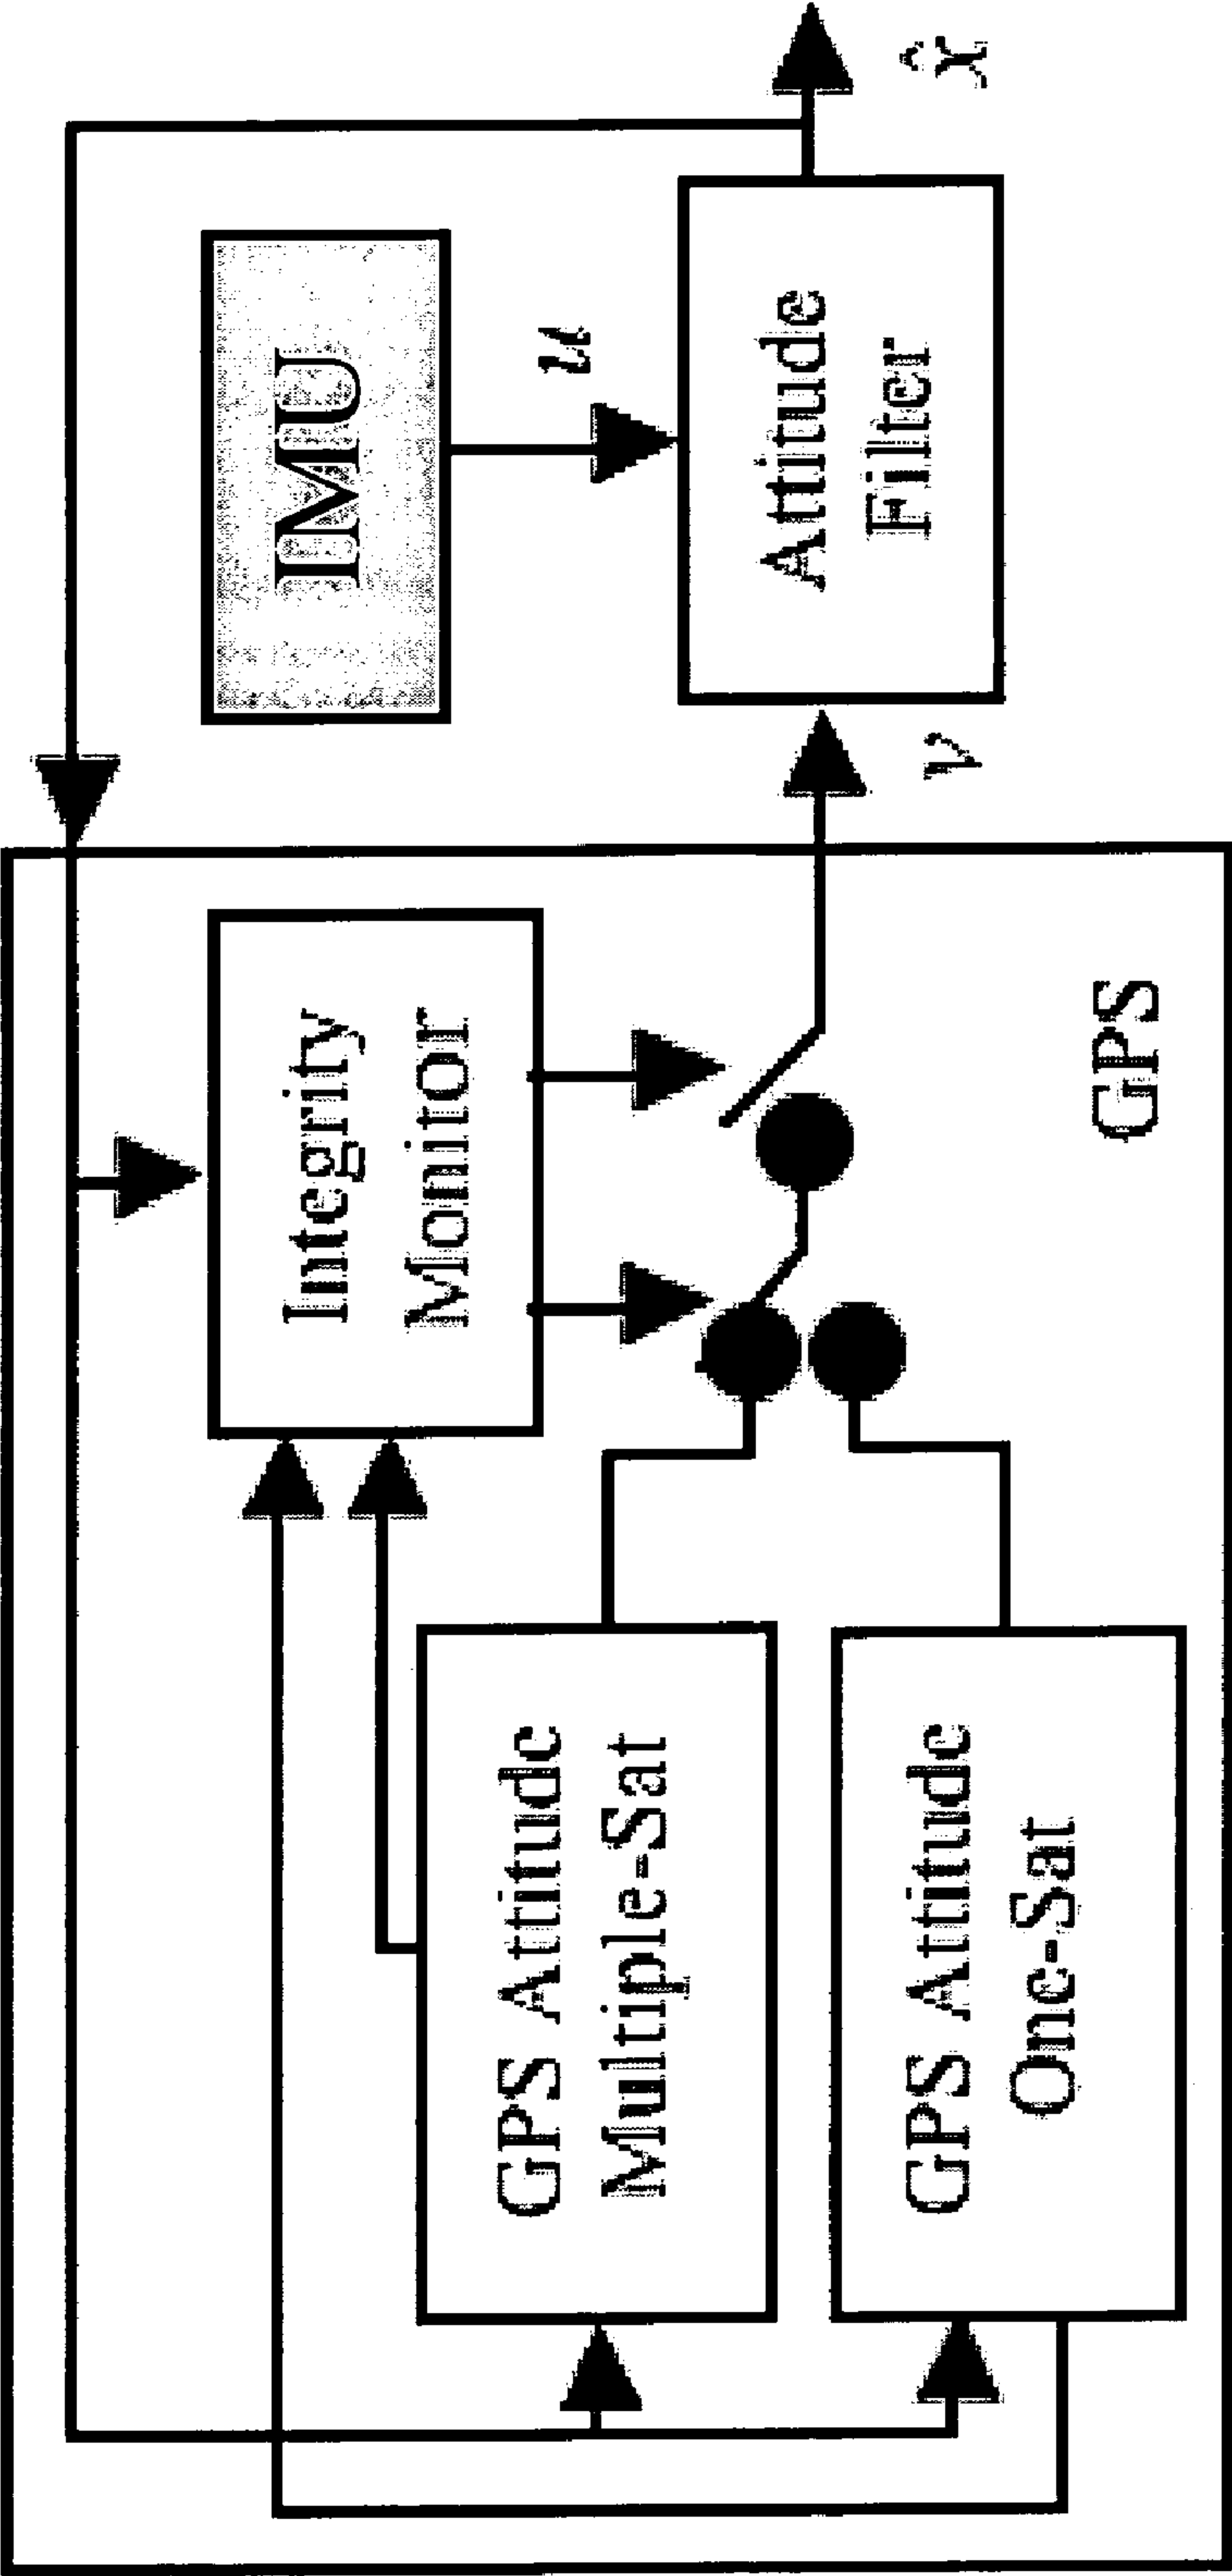 IMU
u
x̂
Integrity
Monitor
Attitude
Filter
ν
GPS Attitude
Multiple-Sat
GPS Attitude
One-Sat
GPS